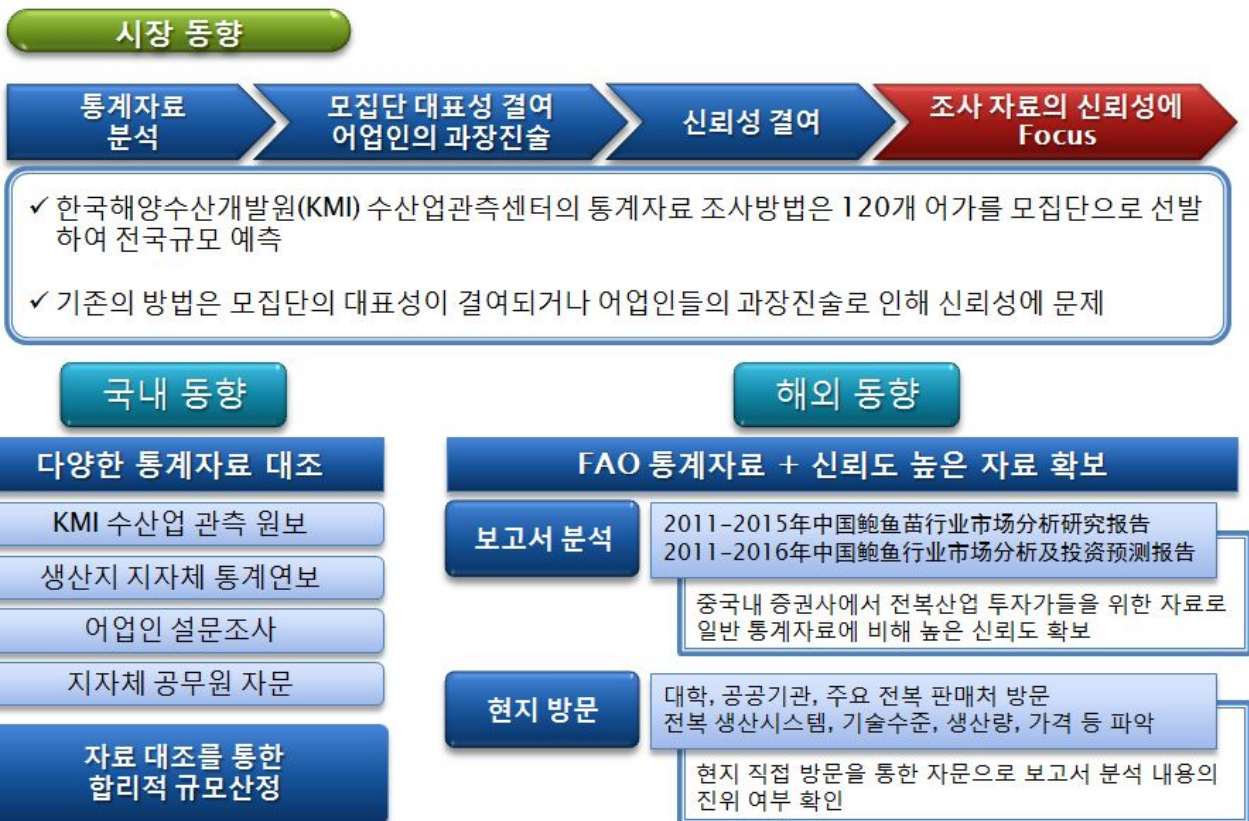 시장 동향
통계자료
분석
모집단 대표성 결여
어업인의 과장진술
신뢰성 결여
조사 자료의 신뢰성에
Focus
✓ 한국해양수산개발원(KMI) 수산업관측센터의 통계자료 조사방법은 120개 어가를 모집단으로 선발
하여 전국규모 예측
✓ 기존의 방법은 모집단의 대표성이 결여되거나 어업인들의 과장진술로 인해 신뢰성에 문제
국내 동향
다양한 통계자료 대조
KMI 수산업 관측 원보
생산지 지자체 통계연보
어업인 설문조사
지자체 공무원 자문
자료 대조를 통한
합리적 규모산정
해외 동향
FAO 통계자료 + 신뢰도 높은 자료 확보
보고서 분석
2011-2015年中国鲍鱼苗行业市场分析研究报告
2011-2016年中国鲍鱼行业市场分析及投资预测报告
중국내 증권사에서 전복산업 투자가들을 위한 자료로
일반 통계자료에 비해 높은 신뢰도 확보
현지 방문
대학, 공공기관, 주요 전복 판매처 방문
전복 생산시스템, 기술수준, 생산량, 가격 등 파악
현지 직접 방문을 통한 자문으로 보고서 분석 내용의
진위 여부 확인